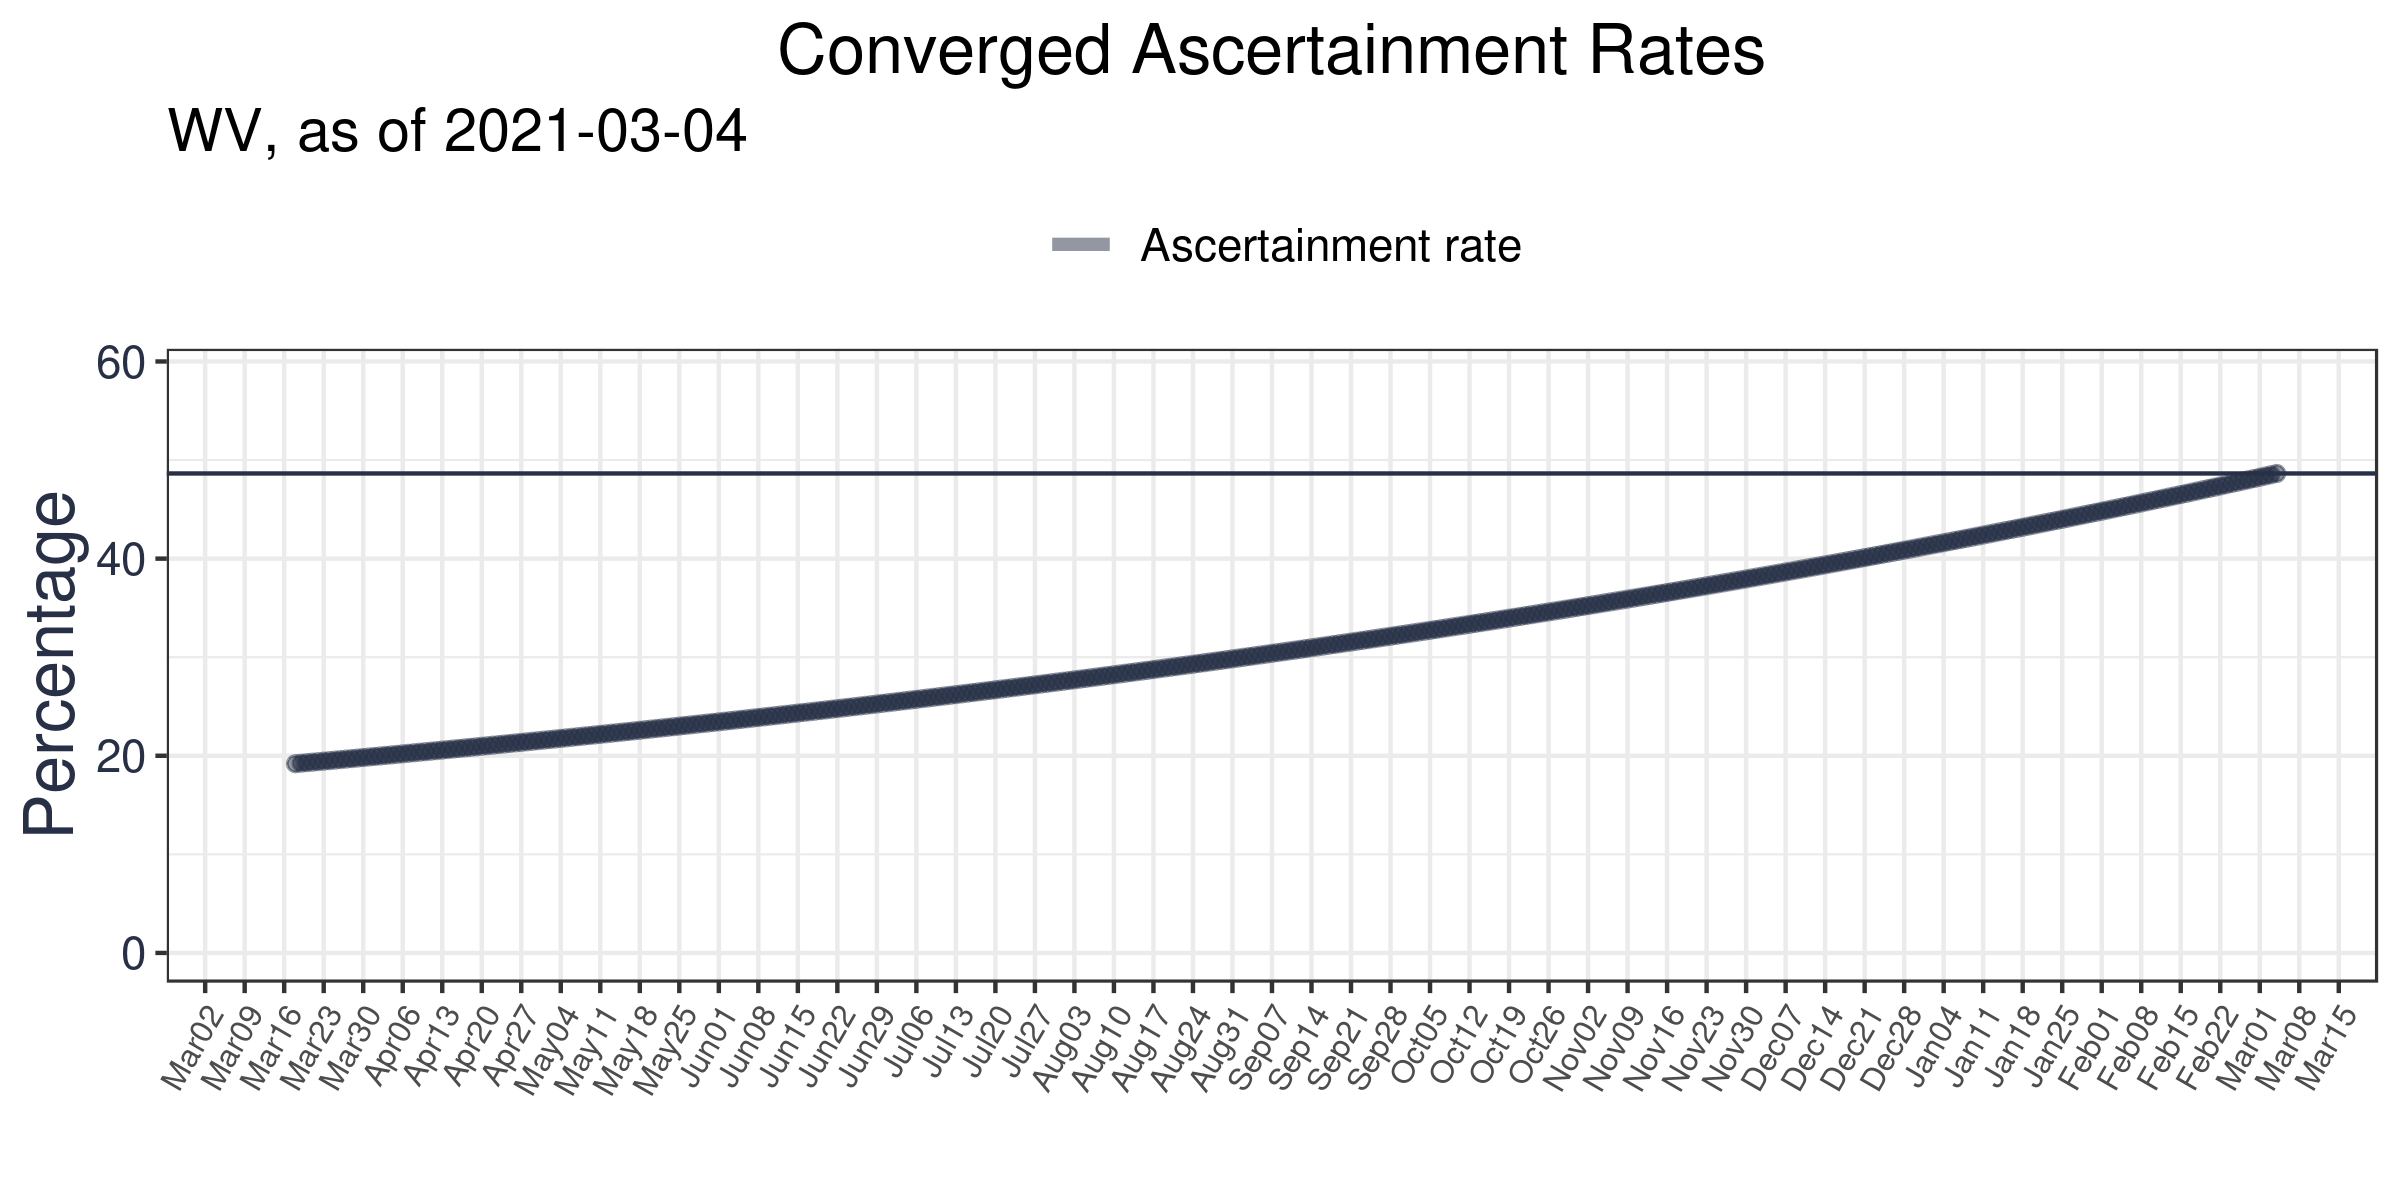 Converged Ascertainment Rates
WV, as of 2021-03-04
Ascertainment rate
Percentage
60
40
20
0
Mar02 Mar09 Mar16 Mar23 Mar30 Apr06 Apr13 Apr20 Apr27 May04 May11 May18 May25 Jun01 Jun08 Jun15 Jun22 Jun29 Jul06 Jul13 Jul20 Jul27 Aug03 Aug10 Aug17 Aug24 Aug31 Sep07 Sep14 Sep21 Sep28 Oct05 Oct12 Oct19 Oct26 Nov02 Nov09 Nov16 Nov23 Nov30 Dec07 Dec14 Dec21 Dec28 Jan04 Jan11 Jan18 Jan25 Feb01 Feb08 Feb15 Feb22 Mar01 Mar08 Mar15